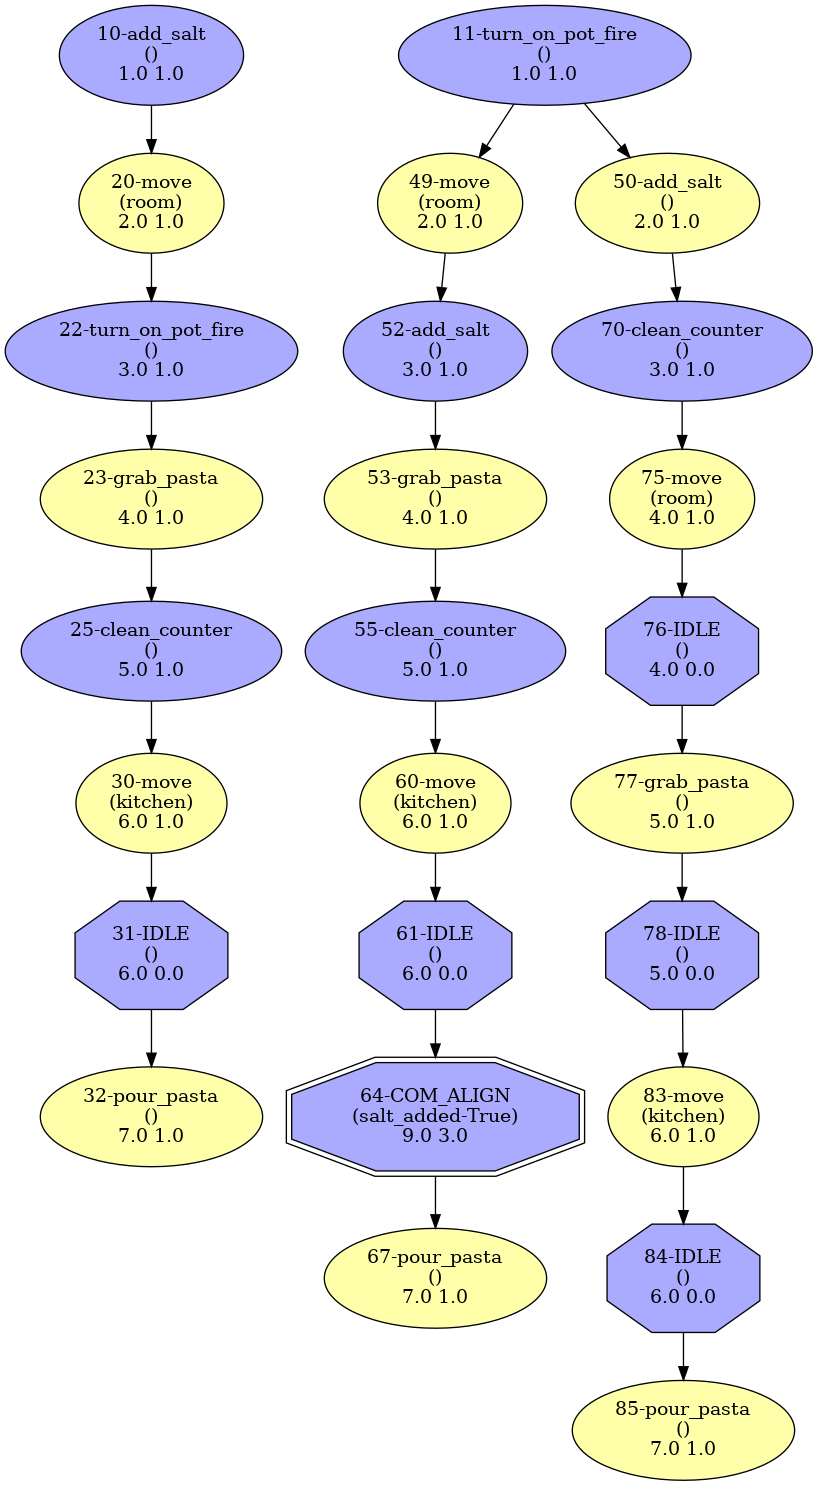 10-add_salt
()
1.0 1.0
11-turn_on_pot_fire
()
1.0 1.0
20-move
(room)
2.0 1.0
49-move
(room)
2.0 1.0
50-add_salt
()
2.0 1.0
22-turn_on_pot_fire
()
3.0 1.0
52-add_salt
()
3.0 1.0
70-clean_counter
()
3.0 1.0
23-grab_pasta
()
4.0 1.0
53-grab_pasta
()
4.0 1.0
75-move
(room)
4.0 1.0
25-clean_counter
()
5.0 1.0
55-clean_counter
()
5.0 1.0
76-IDLE
()
4.0 0.0
30-move
(kitchen)
6.0 1.0
60-move
(kitchen)
6.0 1.0
77-grab_pasta
()
5.0 1.0
31-IDLE
()
6.0 0.0
61-IDLE
()
6.0 0.0
78-IDLE
()
5.0 0.0
32-pour_pasta
()
7.0 1.0
64-COM_ALIGN
(salt_added-True)
9.0 3.0
83-move
(kitchen)
6.0 1.0
67-pour_pasta
()
7.0 1.0
84-IDLE
()
6.0 0.0
85-pour_pasta
()
7.0 1.0